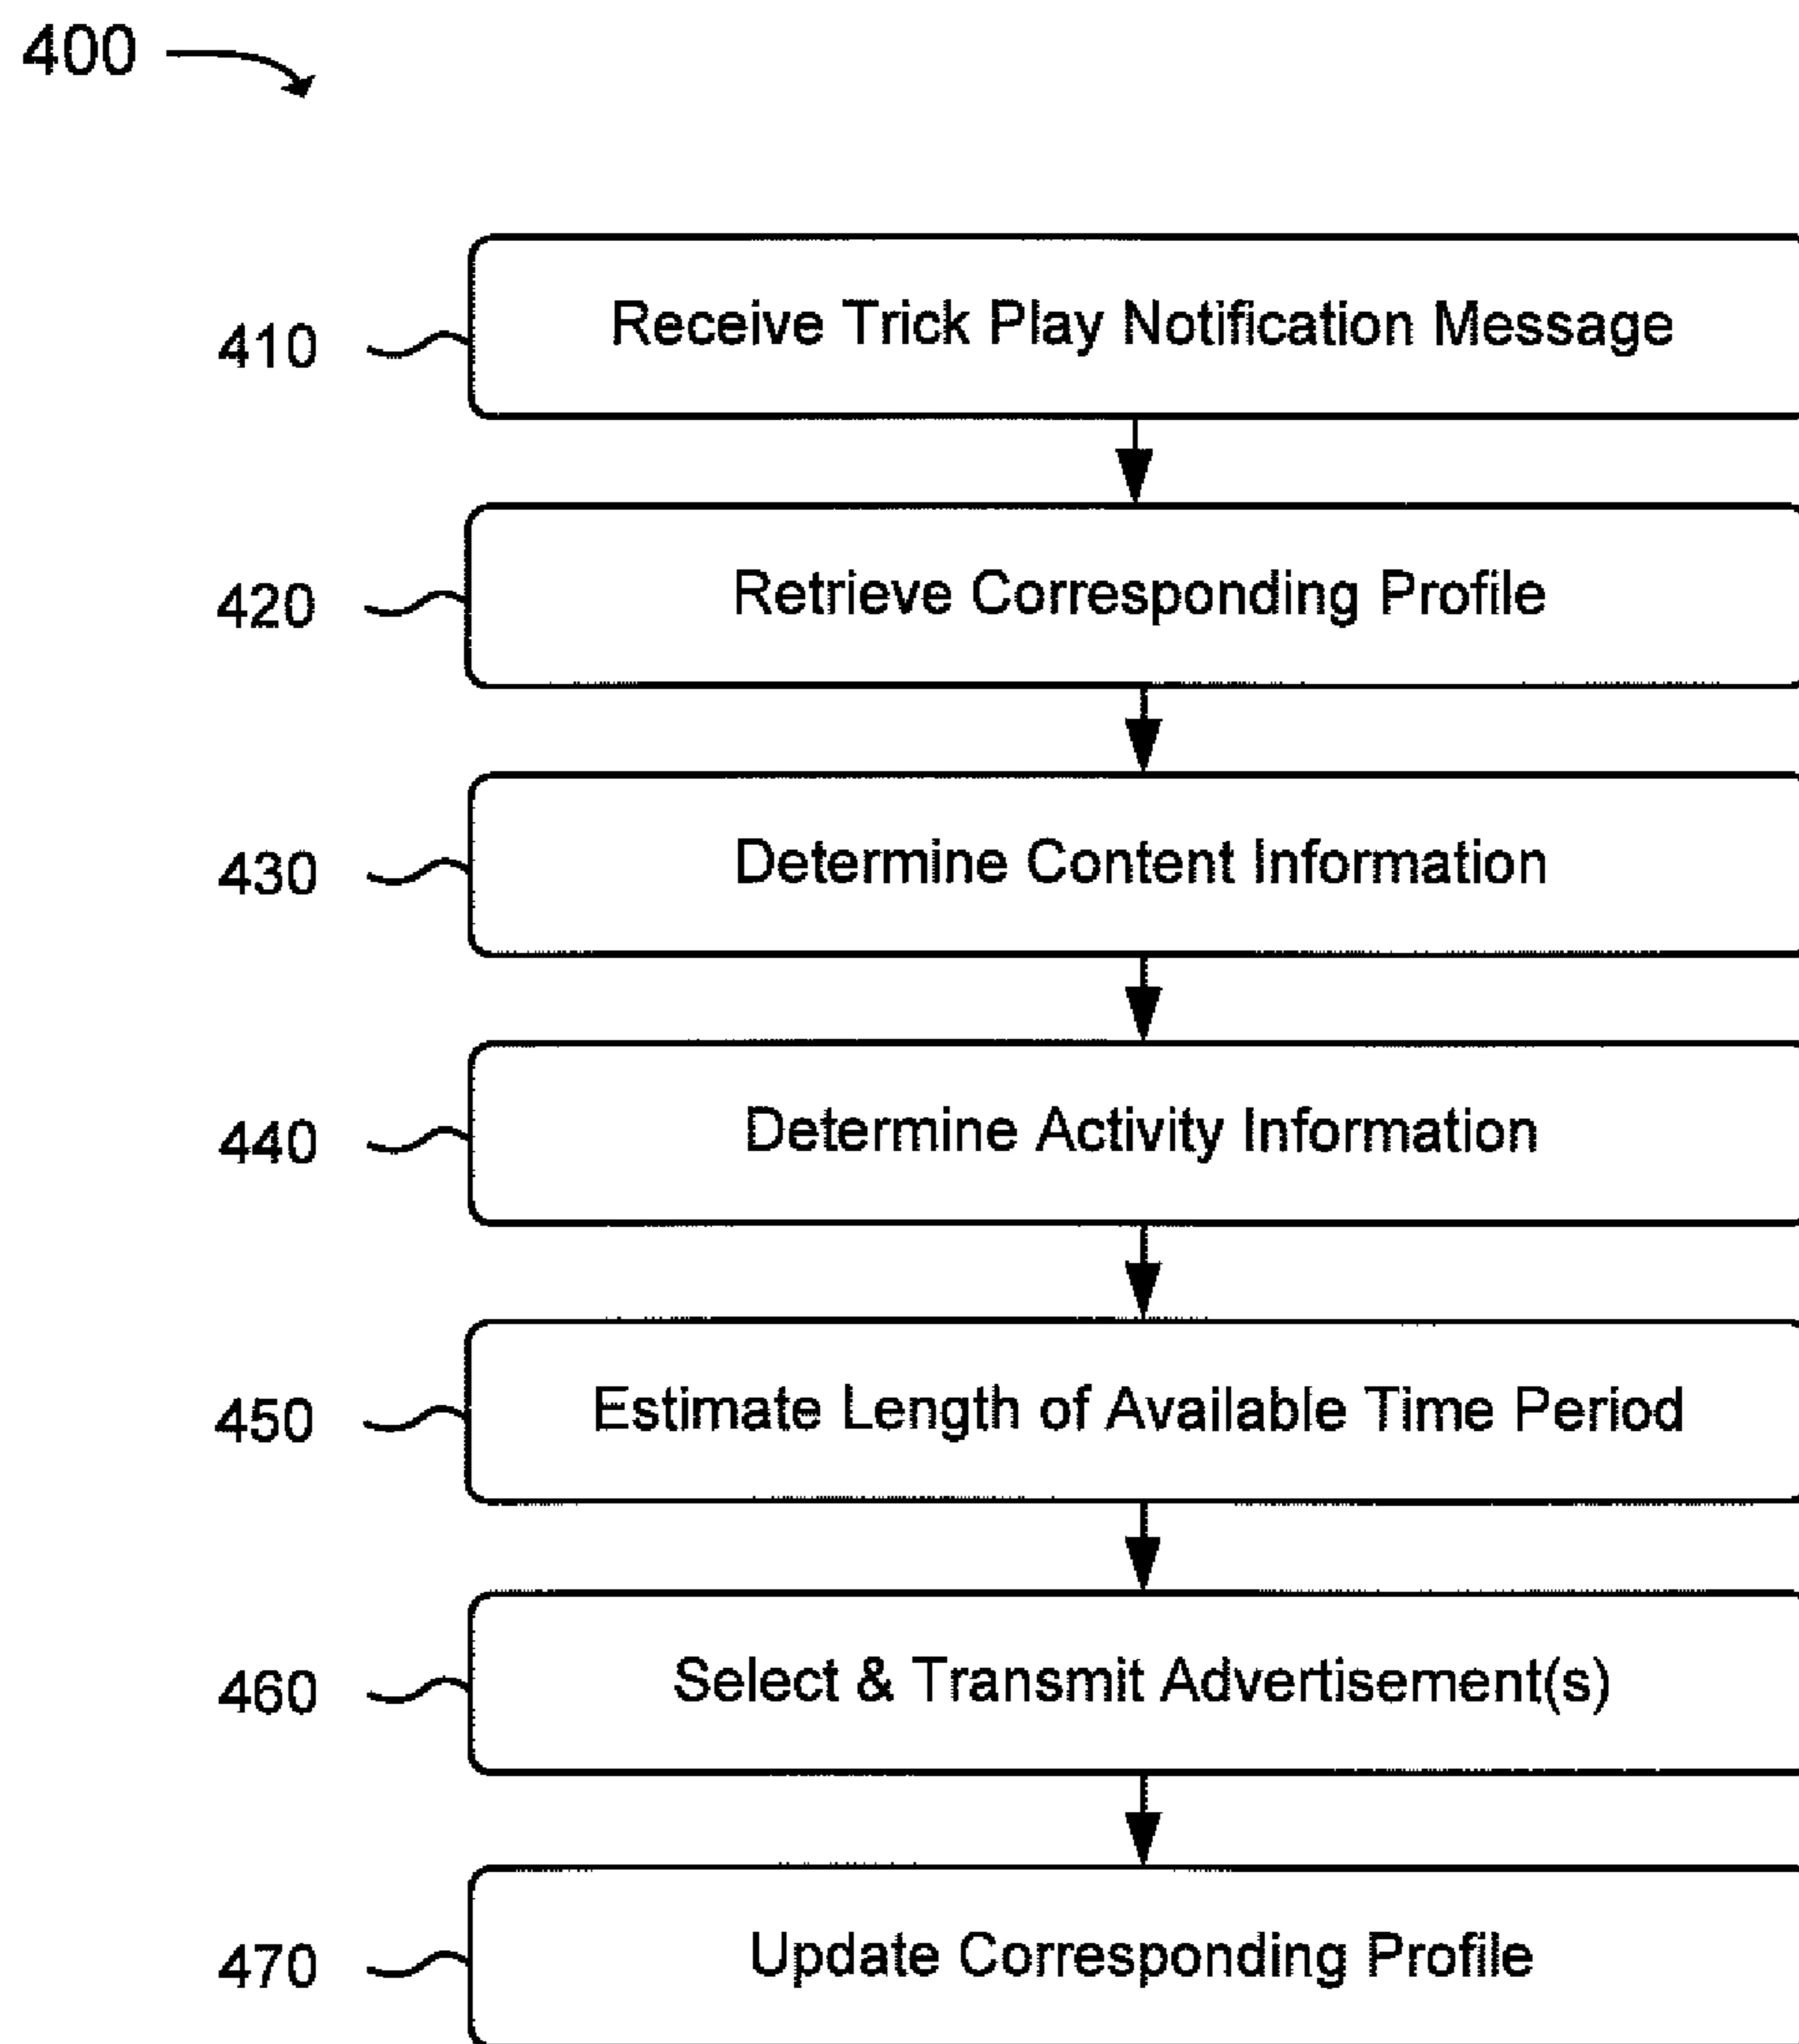 400
410 Receive Trick Play Notification Message
420 Retrieve Corresponding Profile
430 Determine Content Information
440 Determine Activity Information
450 Estimate Length of Available Time Period
460 Select & Transmit Advertisement(s)
470 Update Corresponding Profile